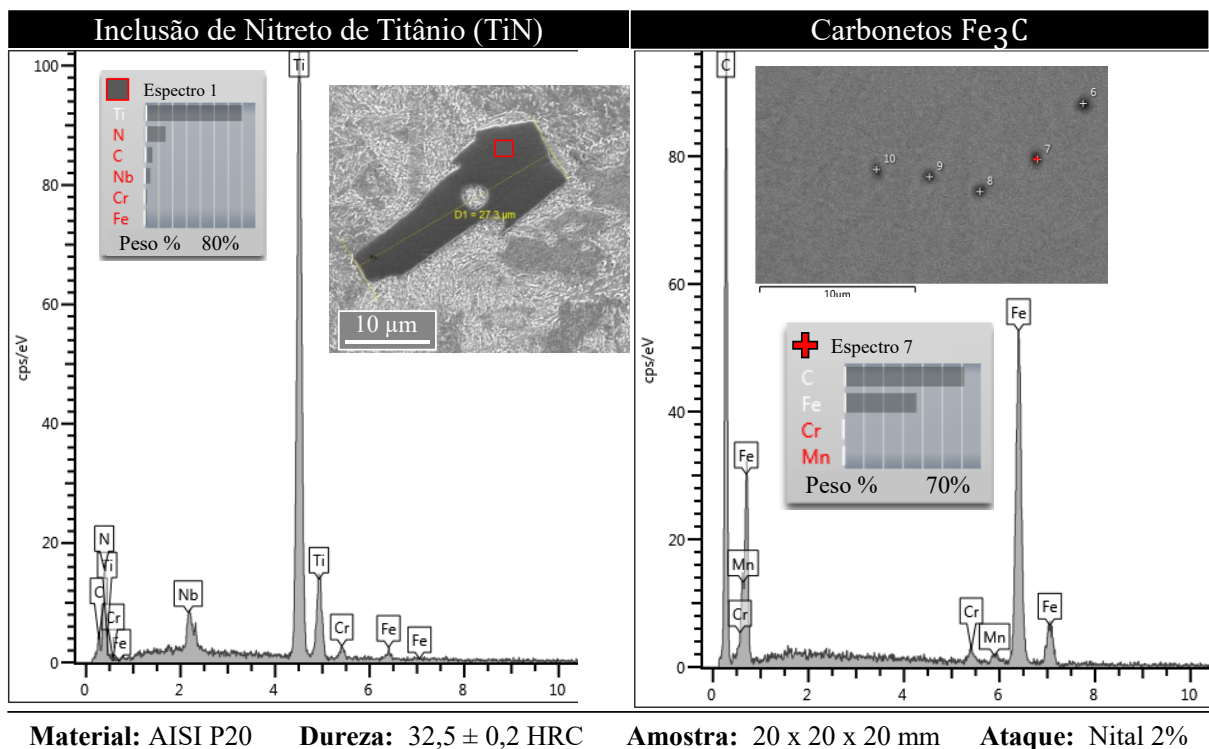 Inclusão de Nitreto de Titânio (TiN)
100
80
60
40
20
0
cps/eV
0 2 4 6 8 10
Espectro 1
Ti
N
C
Nb
Cr
Fe
Peso % 80%
D1 = 27.3 µm
10 µm
Ti
N
Ti
C
Cr
Fe
Nb
Ti
Cr
Fe
Fe
Carbonetos Fe₃C
80
60
40
20
0
cps/eV
0 2 4 6 8 10
6
7
8
9
10
10µm
Espectro 7
C
Fe
Cr
Mn
Peso % 70%
C
Fe
Mn
Cr
Cr
Mn
Fe
Fe
Material: AISI P20 Dureza: 32,5 ± 0,2 HRC Amostra: 20 x 20 x 20 mm Ataque: Nital 2%